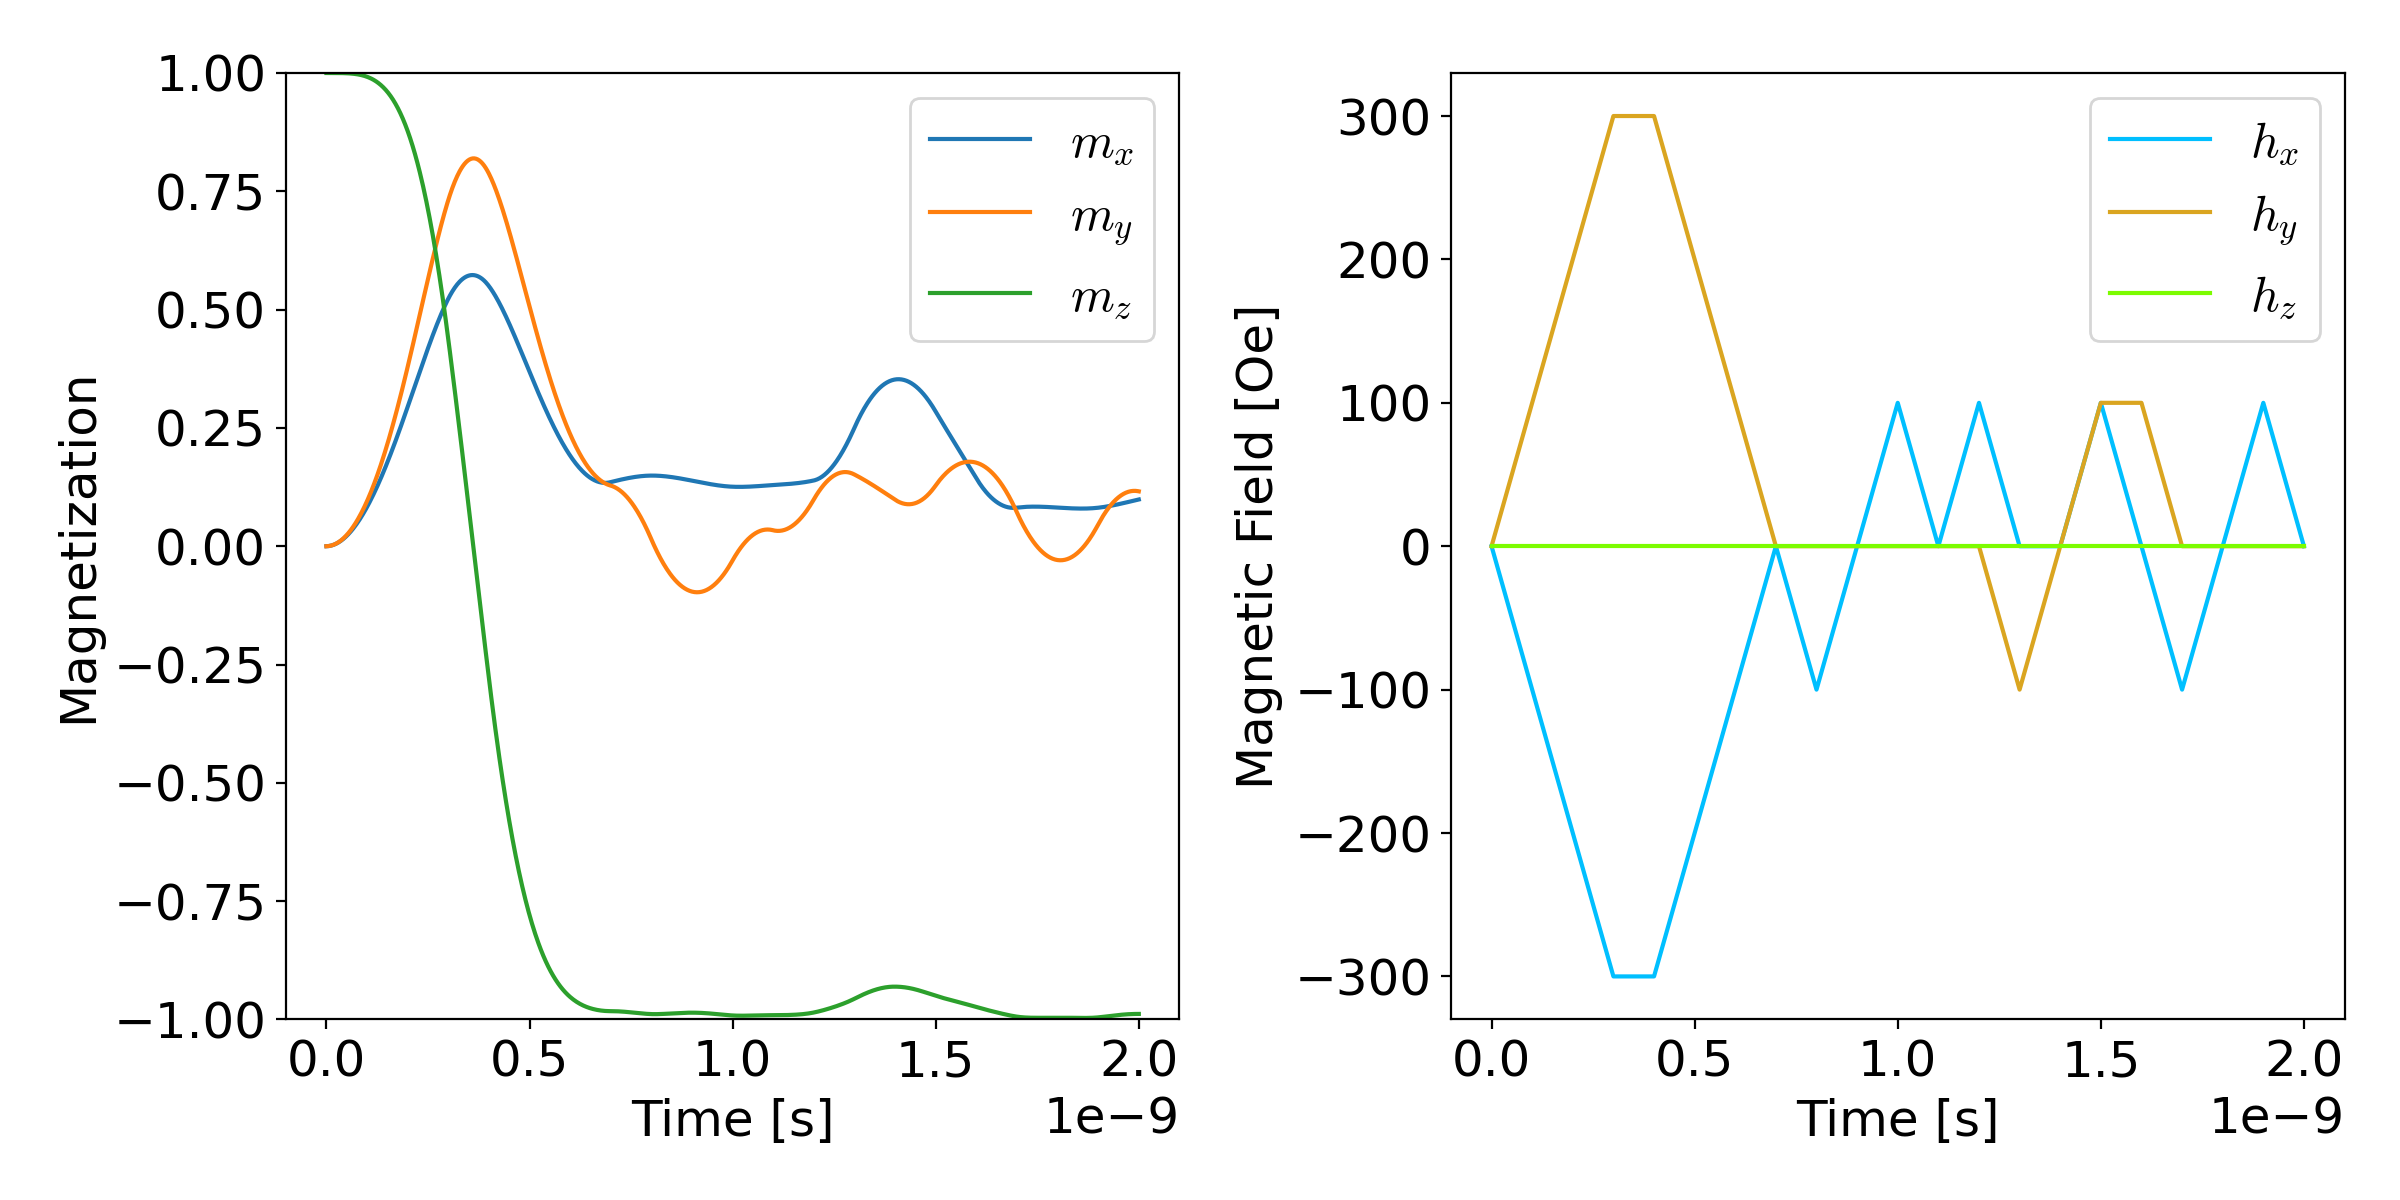 1.00
0.75
0.50
0.25
0.00
−0.25
−0.50
−0.75
−1.00
Magnetization
0.0 0.5 1.0 1.5 2.0
Time [s]
1e−9
m_x
m_y
m_z
300
200
100
0
−100
−200
−300
Magnetic Field [Oe]
0.0 0.5 1.0 1.5 2.0
Time [s]
1e−9
h_x
h_y
h_z